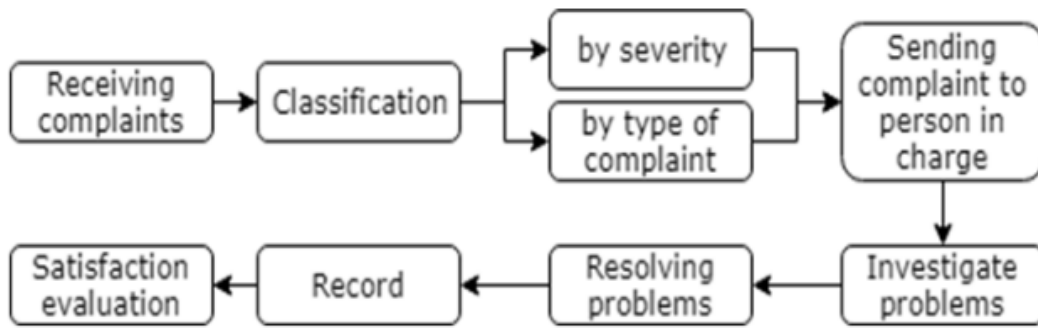 Receiving
complaints
Classification
by severity
by type of
complaint
Sending
complaint to
person in
charge
Investigate
problems
Resolving
problems
Record
Satisfaction
evaluation